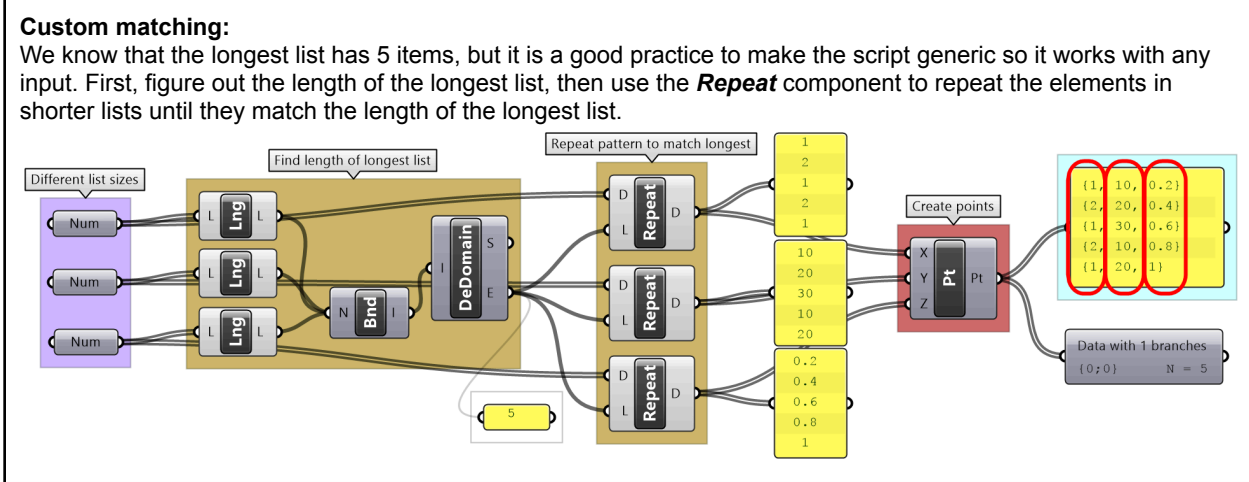 Custom matching:
We know that the longest list has 5 items, but it is a good practice to make the script generic so it works with any
input. First, figure out the length of the longest list, then use the Repeat component to repeat the elements in
shorter lists until they match the length of the longest list.
Different list sizes
Num
Num
Num
Find length of longest list
L Lng L
L Lng L
L Lng L
N Bnd I
I DeDomain S
E
5
Repeat pattern to match longest
D Repeat D
L
D Repeat D
L
D Repeat D
L
1
2
1
2
1
10
20
30
10
20
0.2
0.4
0.6
0.8
1
Create points
X
Y Pt Pt
Z
{1, 10, 0.2}
{2, 20, 0.4}
{1, 30, 0.6}
{2, 10, 0.8}
{1, 20, 1}
Data with 1 branches
{0;0} N = 5